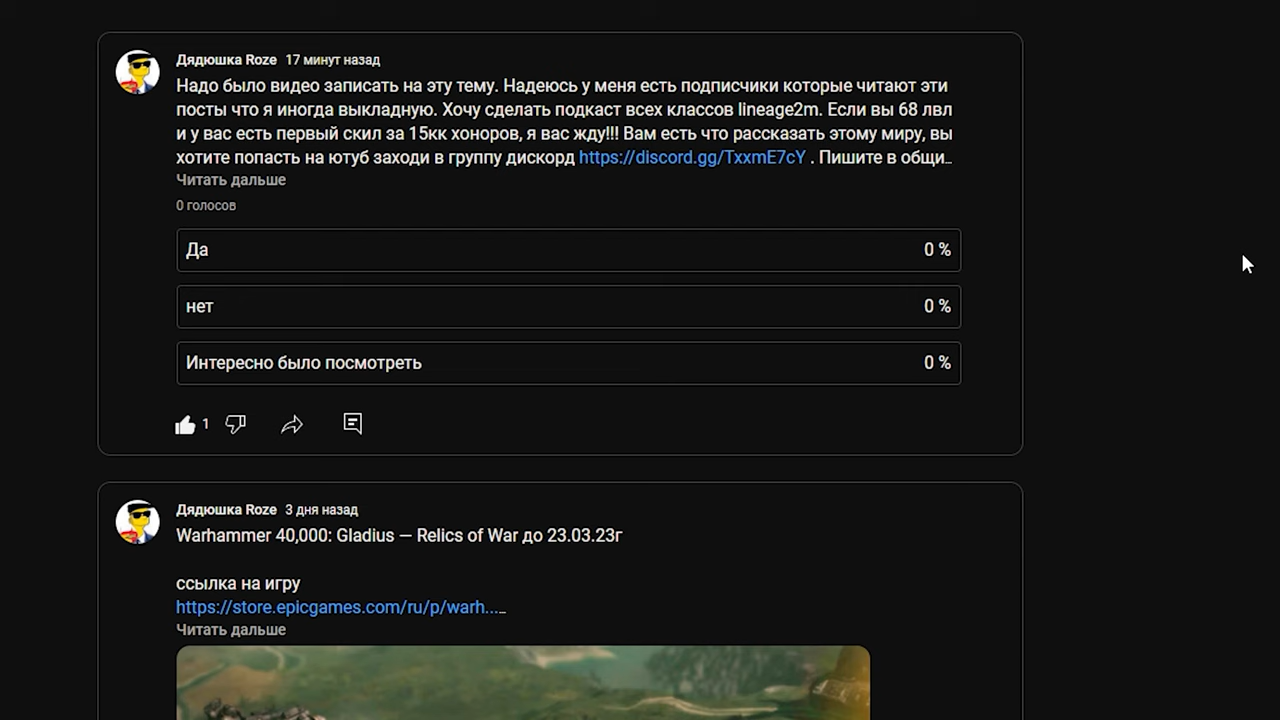 Дядюшка Roze 17 минут назад
Надо было видео записать на эту тему. Надеюсь у меня есть подписчики которые читают эти
посты что я иногда выкладную. Хочу сделать подкаст всех классов lineage2m. Если вы 68 лвл
и у вас есть первый скил за 15кк хоноров, я вас жду!!! Вам есть что рассказать этому миру, вы
хотите попасть на ютуб заходи в группу дискорд https://discord.gg/TxxmE7cY . Пишите в общи...
Читать дальше
0 голосов
Да 0 %
нет 0 %
Интересно было посмотреть 0 %
1
Дядюшка Roze 3 дня назад
Warhammer 40,000: Gladius — Relics of War до 23.03.23г
ссылка на игру
https://store.epicgames.com/ru/p/warh......
Читать дальше